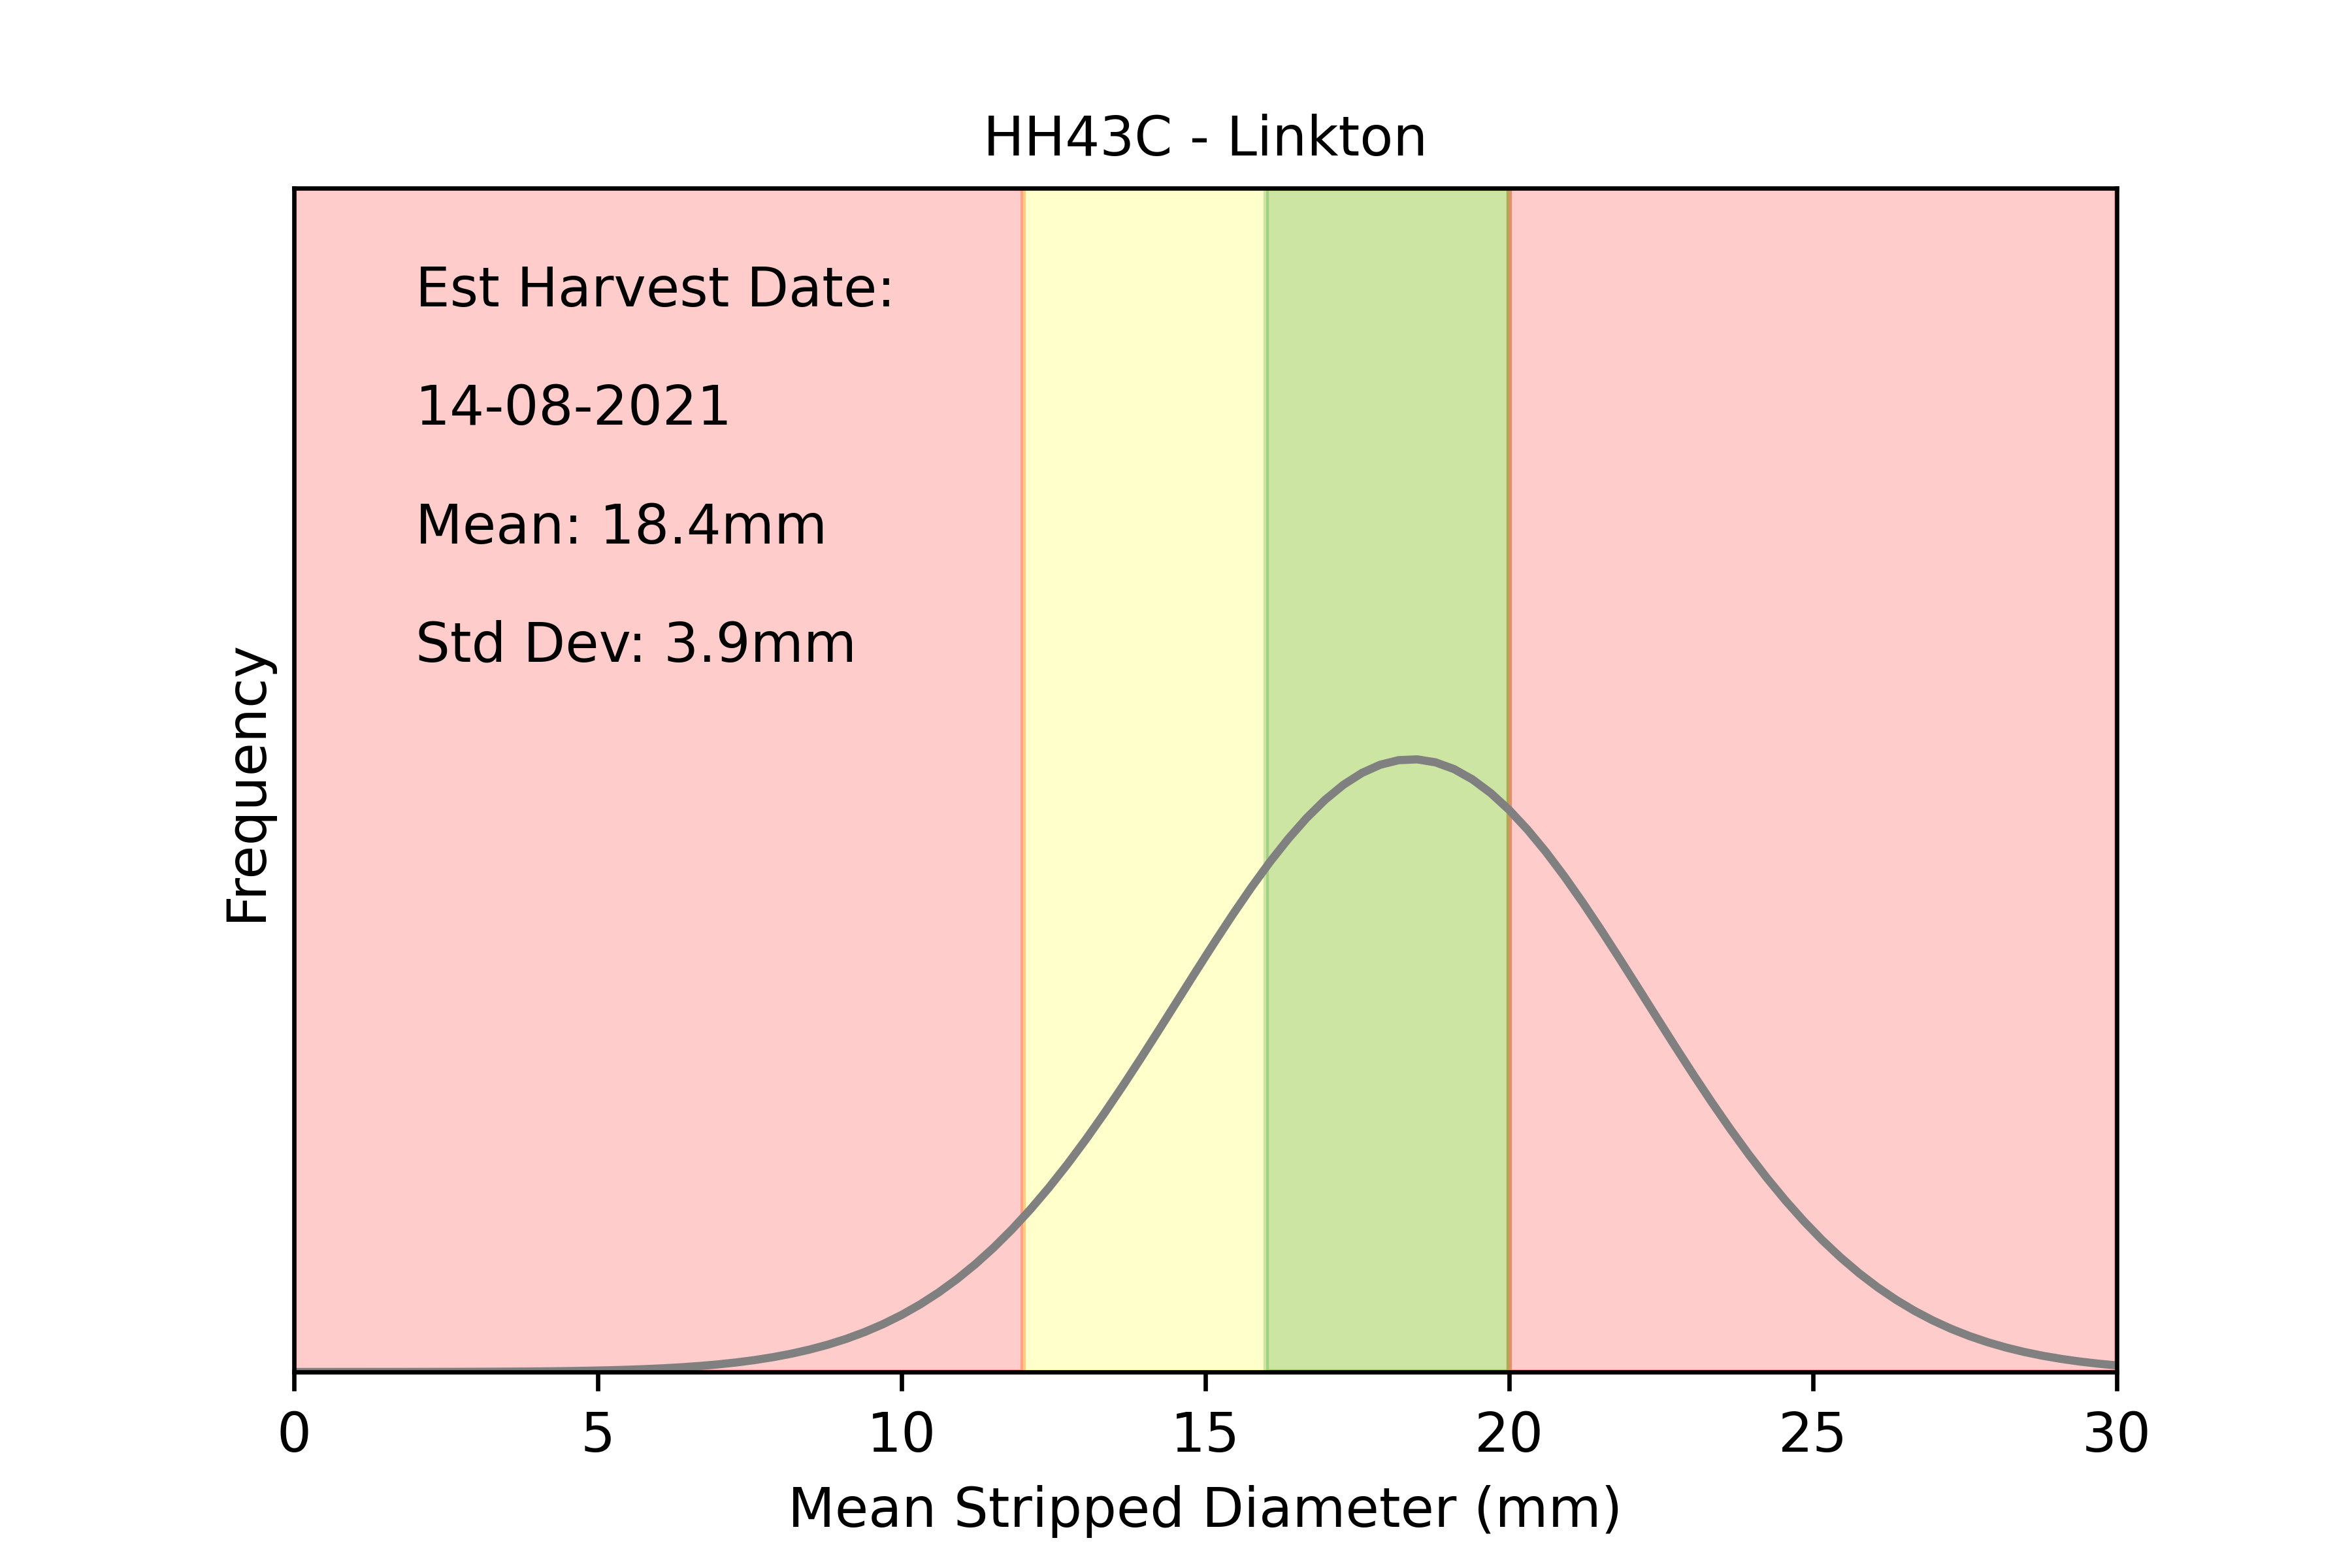 HH43C - Linkton
Est Harvest Date:
14-08-2021
Mean: 18.4mm
Std Dev: 3.9mm
Frequency
0 5 10 15 20 25 30
Mean Stripped Diameter (mm)